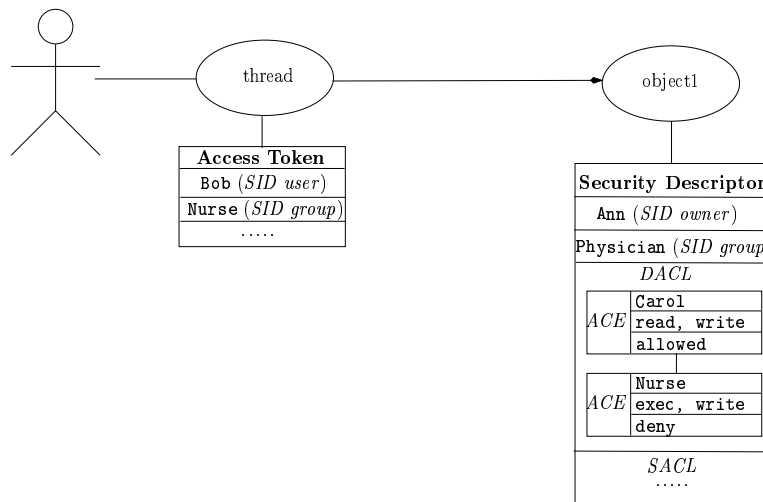 thread
object1
Access Token
Bob (SID user)
Nurse (SID group)
.....
Security Descriptor
Ann (SID owner)
Physician (SID group
DACL
ACE
Carol
read, write
allowed
ACE
Nurse
exec, write
deny
SACL
.....